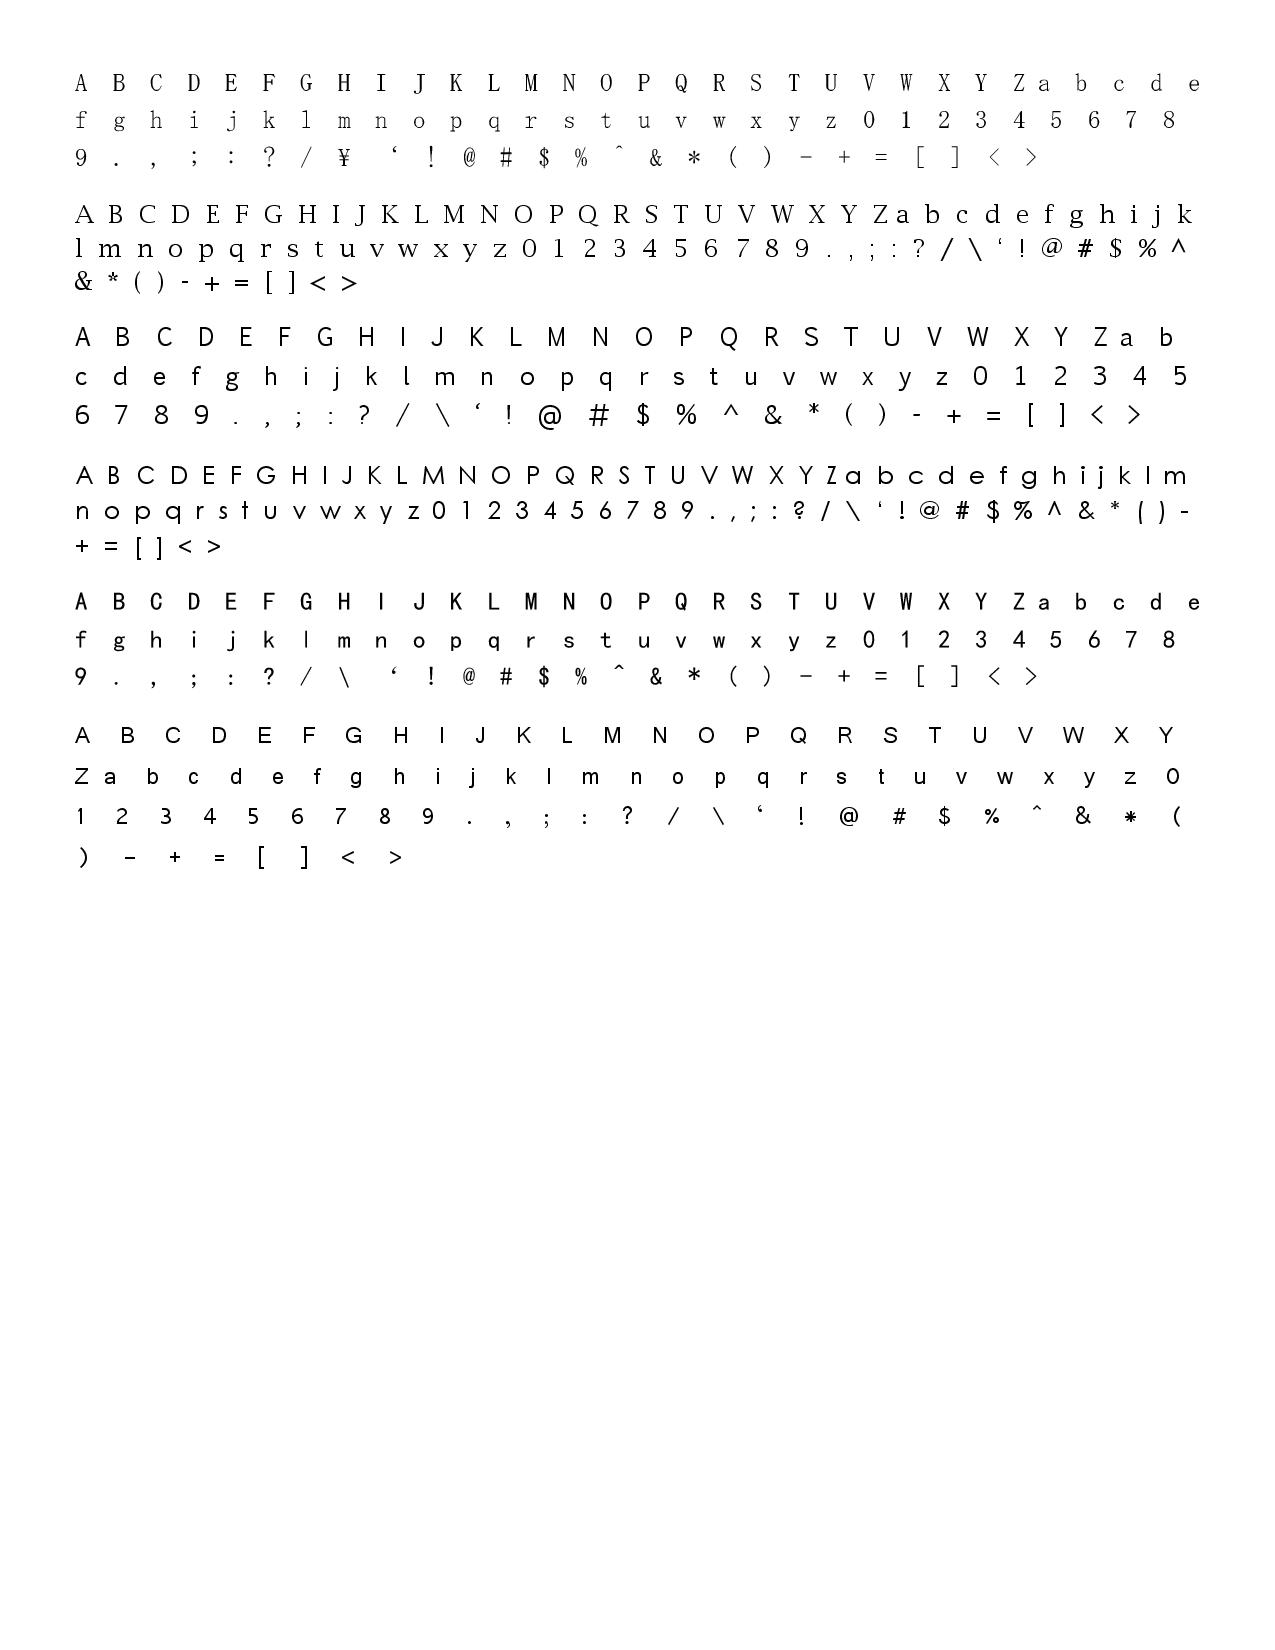 A B C D E F G H I J K L M N O P Q R S T U V W X Y Z a b c d e
f g h i j k l m n o p q r s t u v w x y z 0 1 2 3 4 5 6 7 8
9 . , ; : ? / ¥ ‘ ! @ # $ % ˆ & * ( ) − + = [ ] < >
A B C D E F G H I J K L M N O P Q R S T U V W X Y Z a b c d e f g h i j k
l m n o p q r s t u v w x y z 0 1 2 3 4 5 6 7 8 9 . , ; : ? / \ ‘ ! @ # $ % ^
& * ( ) - + = [ ] < >
A B C D E F G H I J K L M N O P Q R S T U V W X Y Z a b
c d e f g h i j k l m n o p q r s t u v w x y z 0 1 2 3 4 5
6 7 8 9 . , ; : ? / \ ‘ ! @ # $ % ^ & * ( ) - + = [ ] < >
A B C D E F G H I J K L M N O P Q R S T U V W X Y Z a b c d e f g h i j k l m
n o p q r s t u v w x y z 0 1 2 3 4 5 6 7 8 9 . , ; : ? / \ ‘ ! @ # $ % ^ & * ( ) -
+ = [ ] < >
A B C D E F G H I J K L M N O P Q R S T U V W X Y Z a b c d e
f g h i j k l m n o p q r s t u v w x y z 0 1 2 3 4 5 6 7 8
9 . , ; : ? / \ ‘ ! @ # $ % ˆ & * ( ) − + = [ ] < >
A B C D E F G H I J K L M N O P Q R S T U V W X Y
Z a b c d e f g h i j k l m n o p q r s t u v w x y z 0
1 2 3 4 5 6 7 8 9 . , ; : ? / \ ‘ ! @ # $ % ˆ & * (
) − + = [ ] < >